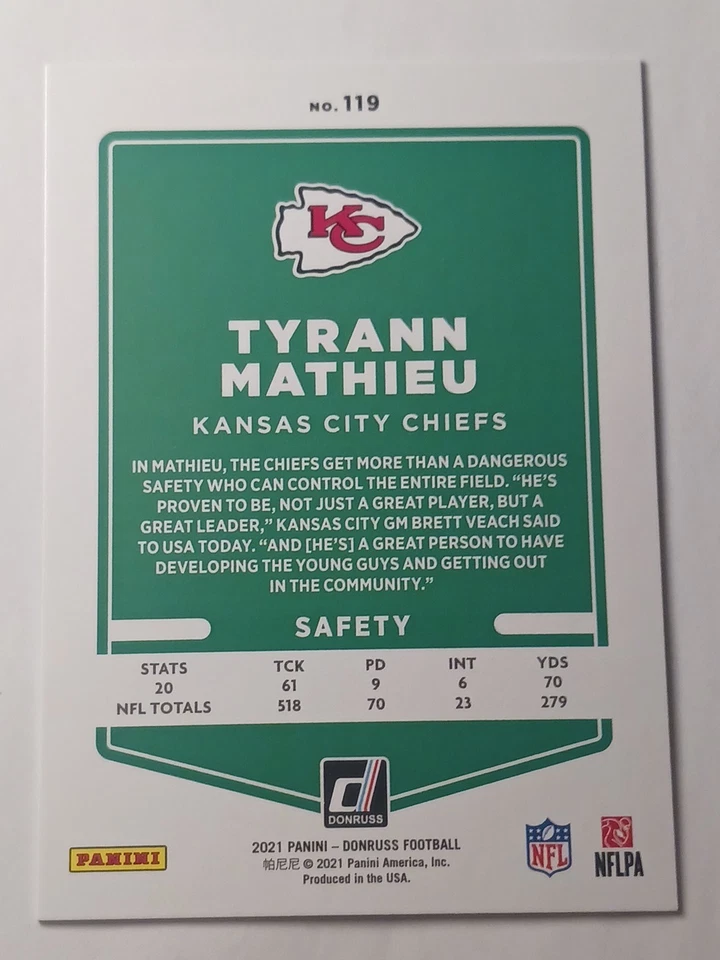 NO. 119
KC
TYRANN
MATHIEU
KANSAS CITY CHIEFS
IN MATHIEU, THE CHIEFS GET MORE THAN A DANGEROUS
SAFETY WHO CAN CONTROL THE ENTIRE FIELD. “HE’S
PROVEN TO BE, NOT JUST A GREAT PLAYER, BUT A
GREAT LEADER,” KANSAS CITY GM BRETT VEACH SAID
TO USA TODAY. “AND [HE’S] A GREAT PERSON TO HAVE
DEVELOPING THE YOUNG GUYS AND GETTING OUT
IN THE COMMUNITY.”
SAFETY
STATS TCK PD INT YDS
20 61 9 6 70
NFL TOTALS 518 70 23 279
d
DONRUSS
PANINI
2021 PANINI – DONRUSS FOOTBALL
帕尼尼 © 2021 Panini America, Inc.
Produced in the USA.
NFL
NFLPA